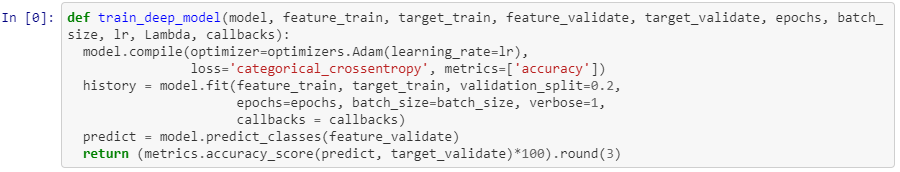 In [0]: def train_deep_model(model, feature_train, target_train, feature_validate, target_validate, epochs, batch_
size, lr, Lambda, callbacks):
  model.compile(optimizer=optimizers.Adam(learning_rate=lr),
                loss='categorical_crossentropy', metrics=['accuracy'])
  history = model.fit(feature_train, target_train, validation_split=0.2,
                      epochs=epochs, batch_size=batch_size, verbose=1,
                      callbacks = callbacks)
  predict = model.predict_classes(feature_validate)
  return (metrics.accuracy_score(predict, target_validate)*100).round(3)